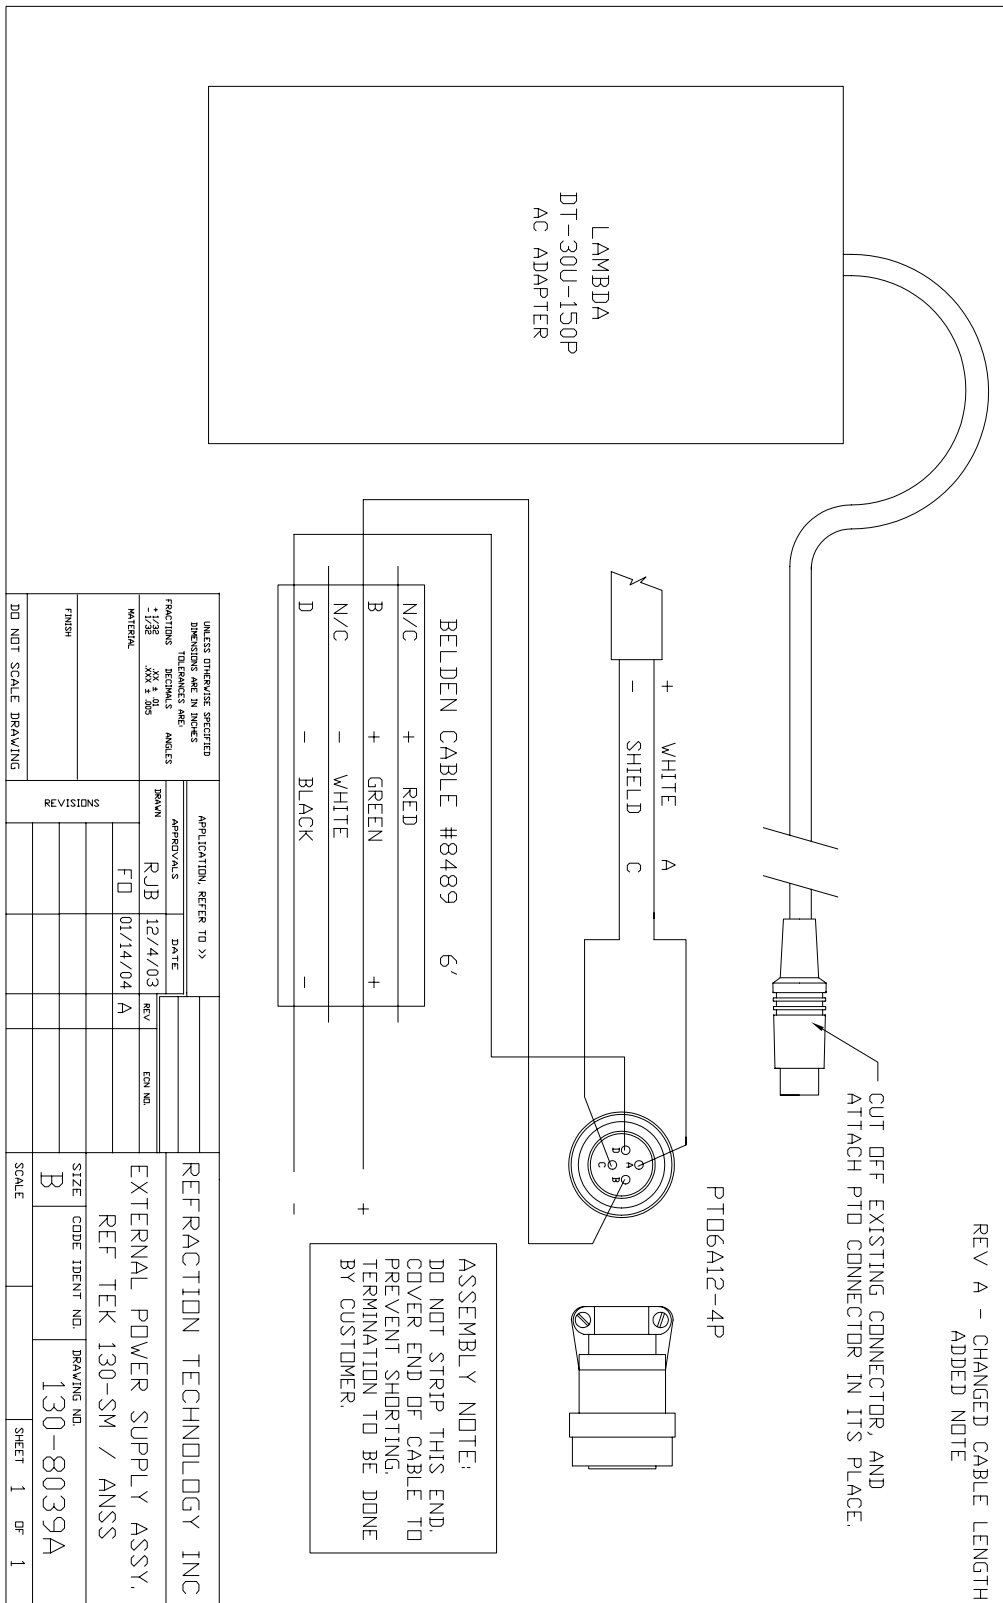 REV A - CHANGED CABLE LENGTH
ADDED NOTE
CUT OFF EXISTING CONNECTOR, AND
ATTACH PTO CONNECTOR IN ITS PLACE.
LAMBDA
DT-30U-150P
AC ADAPTER
PT06A12-4P
+ WHITE A
- SHIELD C
A
B
C
D
BELDEN CABLE #8489 6'
N/C + RED
B + GREEN +
N/C - WHITE
D - BLACK -
+
-
ASSEMBLY NOTE:
DO NOT STRIP THIS END.
COVER END OF CABLE TO
PREVENT SHORTING.
TERMINATION TO BE DONE
BY CUSTOMER.
UNLESS OTHERWISE SPECIFIED
DIMENSIONS ARE IN INCHES
TOLERANCES ARE:
FRACTIONS DECIMALS ANGLES
+ 1/32 .XX ± .01
- 1/32 .XXX ± .005
MATERIAL
FINISH
DO NOT SCALE DRAWING
APPLICATION, REFER TO >>
APPROVALS DATE
DRAWN RJB 12/4/03
REV ECN NO.
FO 01/14/04 A
REVISIONS
REFRACTION TECHNOLOGY INC
EXTERNAL POWER SUPPLY ASSY.
REF TEK 130-SM / ANSS
SIZE CODE IDENT NO. DRAWING NO.
B 130-8039A
SCALE SHEET 1 OF 1